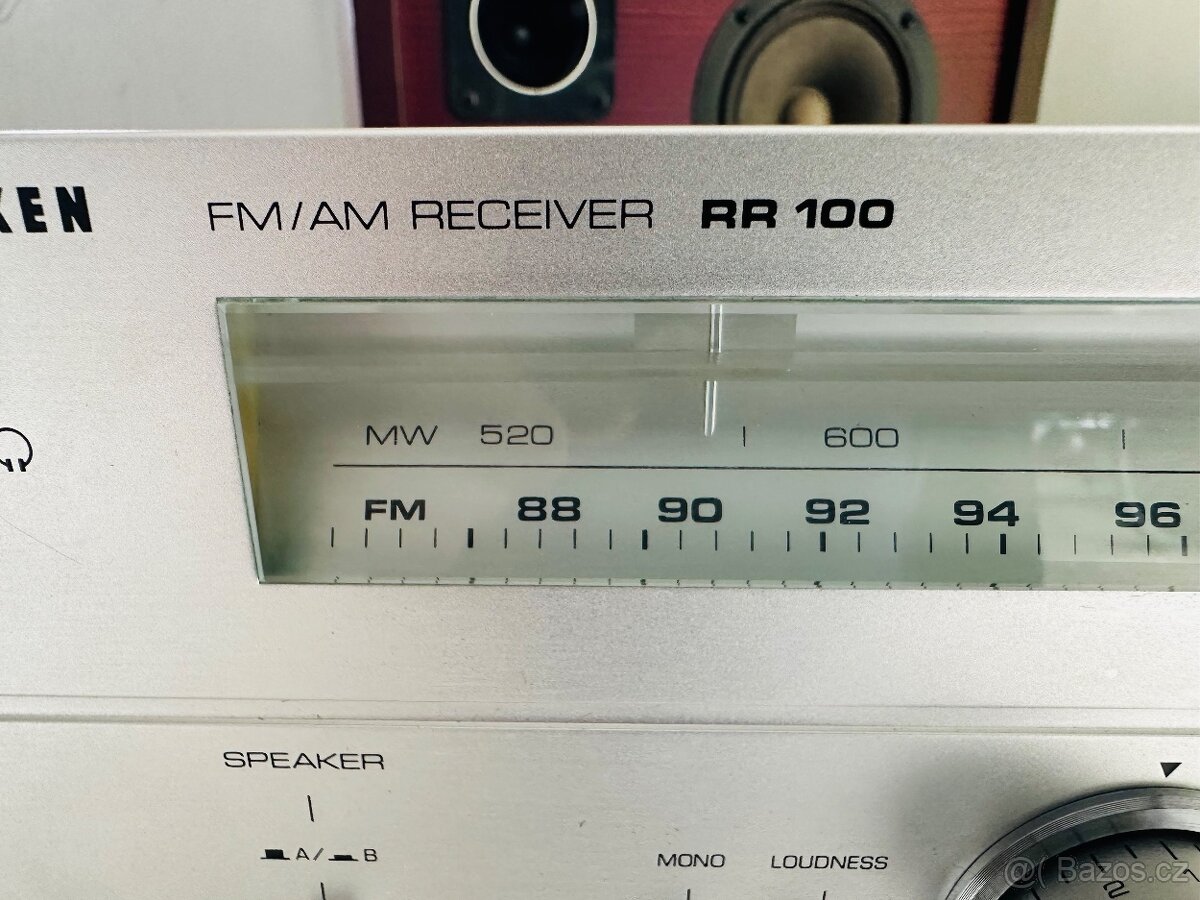 KEN FM/AM RECEIVER RR 100
MW 520 600
FM 88 90 92 94 96
SPEAKER
A/ B
MONO LOUDNESS
2
@( Bazos.cz